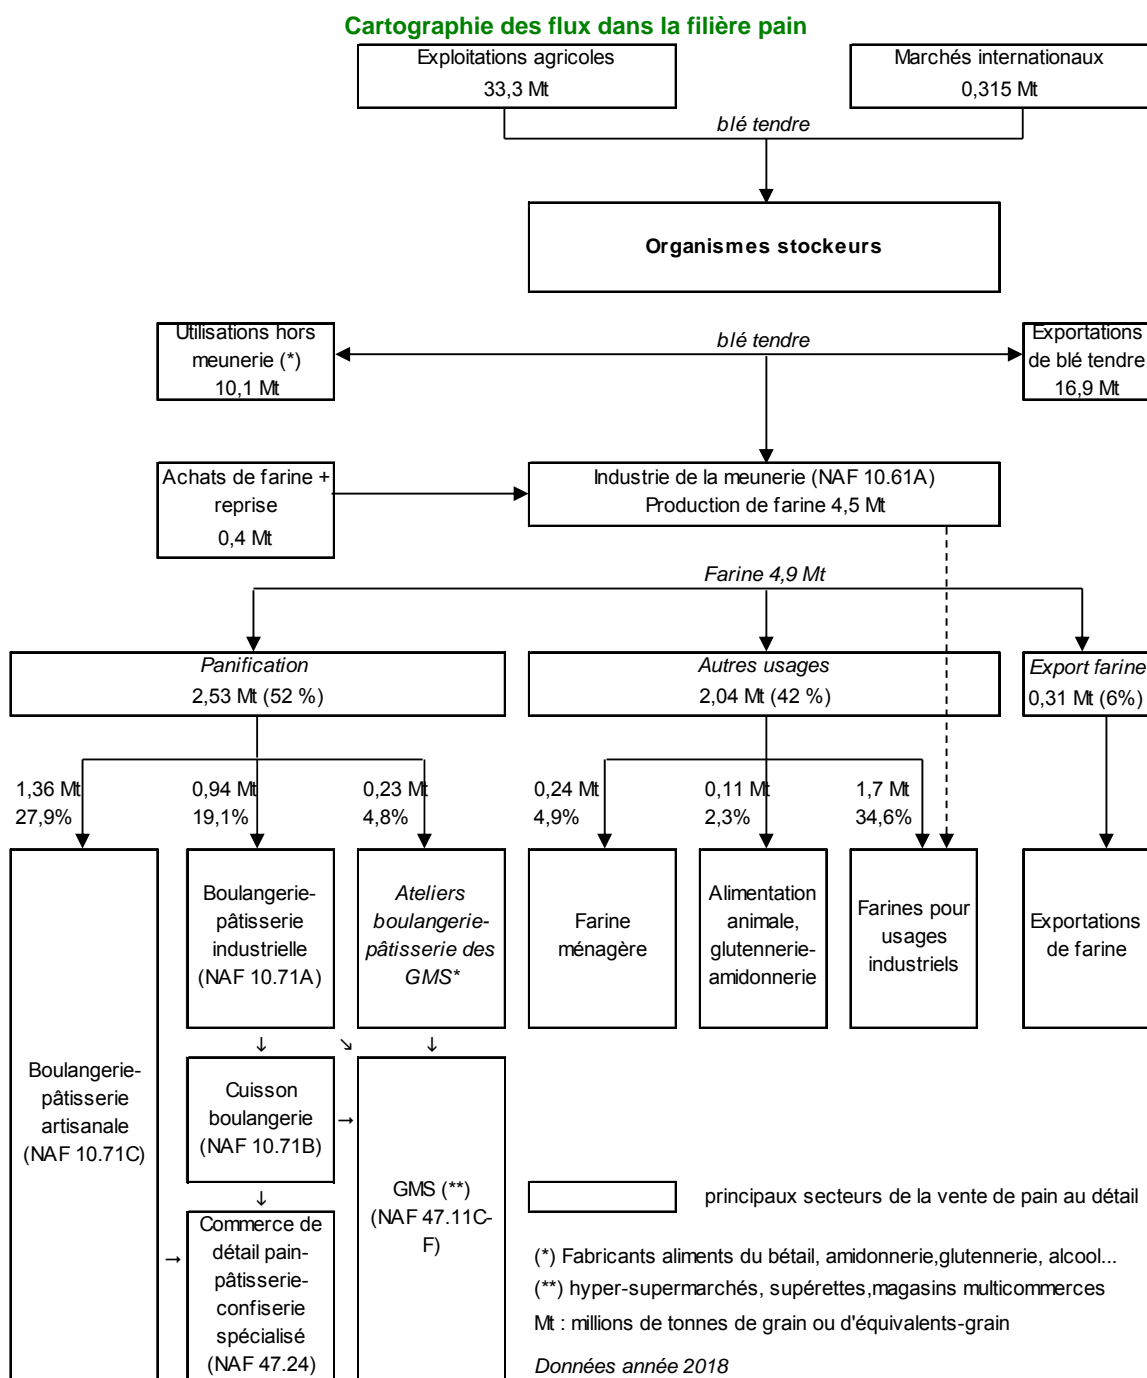 Cartographie des flux dans la filière pain
Exploitations agricoles
33,3 Mt
Marchés internationaux
0,315 Mt
blé tendre
Organismes stockeurs
Utilisations hors
meunerie (*)
10,1 Mt
blé tendre
Exportations
de blé tendre
16,9 Mt
Achats de farine +
reprise
0,4 Mt
Industrie de la meunerie (NAF 10.61A)
Production de farine 4,5 Mt
Farine 4,9 Mt
Panification
2,53 Mt (52 %)
Autres usages
2,04 Mt (42 %)
Export farine
0,31 Mt (6%)
1,36 Mt
27,9%
0,94 Mt
19,1%
0,23 Mt
4,8%
0,24 Mt
4,9%
0,11 Mt
2,3%
1,7 Mt
34,6%
Boulangerie-
pâtisserie
artisanale
(NAF 10.71C)
Boulangerie-
pâtisserie
industrielle
(NAF 10.71A)
Ateliers
boulangerie-
pâtisserie des
GMS*
Farine
ménagère
Alimentation
animale,
glutennerie-
amidonnerie
Farines pour
usages
industriels
Exportations
de farine
↓
↘
↓
Cuisson
boulangerie
(NAF 10.71B)
→
↓
GMS (**)
(NAF 47.11C-
F)
→
Commerce de
détail pain-
pâtisserie-
confiserie
spécialisé
(NAF 47.24)
principaux secteurs de la vente de pain au détail
(*) Fabricants aliments du bétail, amidonnerie,glutennerie, alcool...
(**) hyper-supermarchés, supérettes,magasins multicommerces
Mt : millions de tonnes de grain ou d'équivalents-grain
Données année 2018